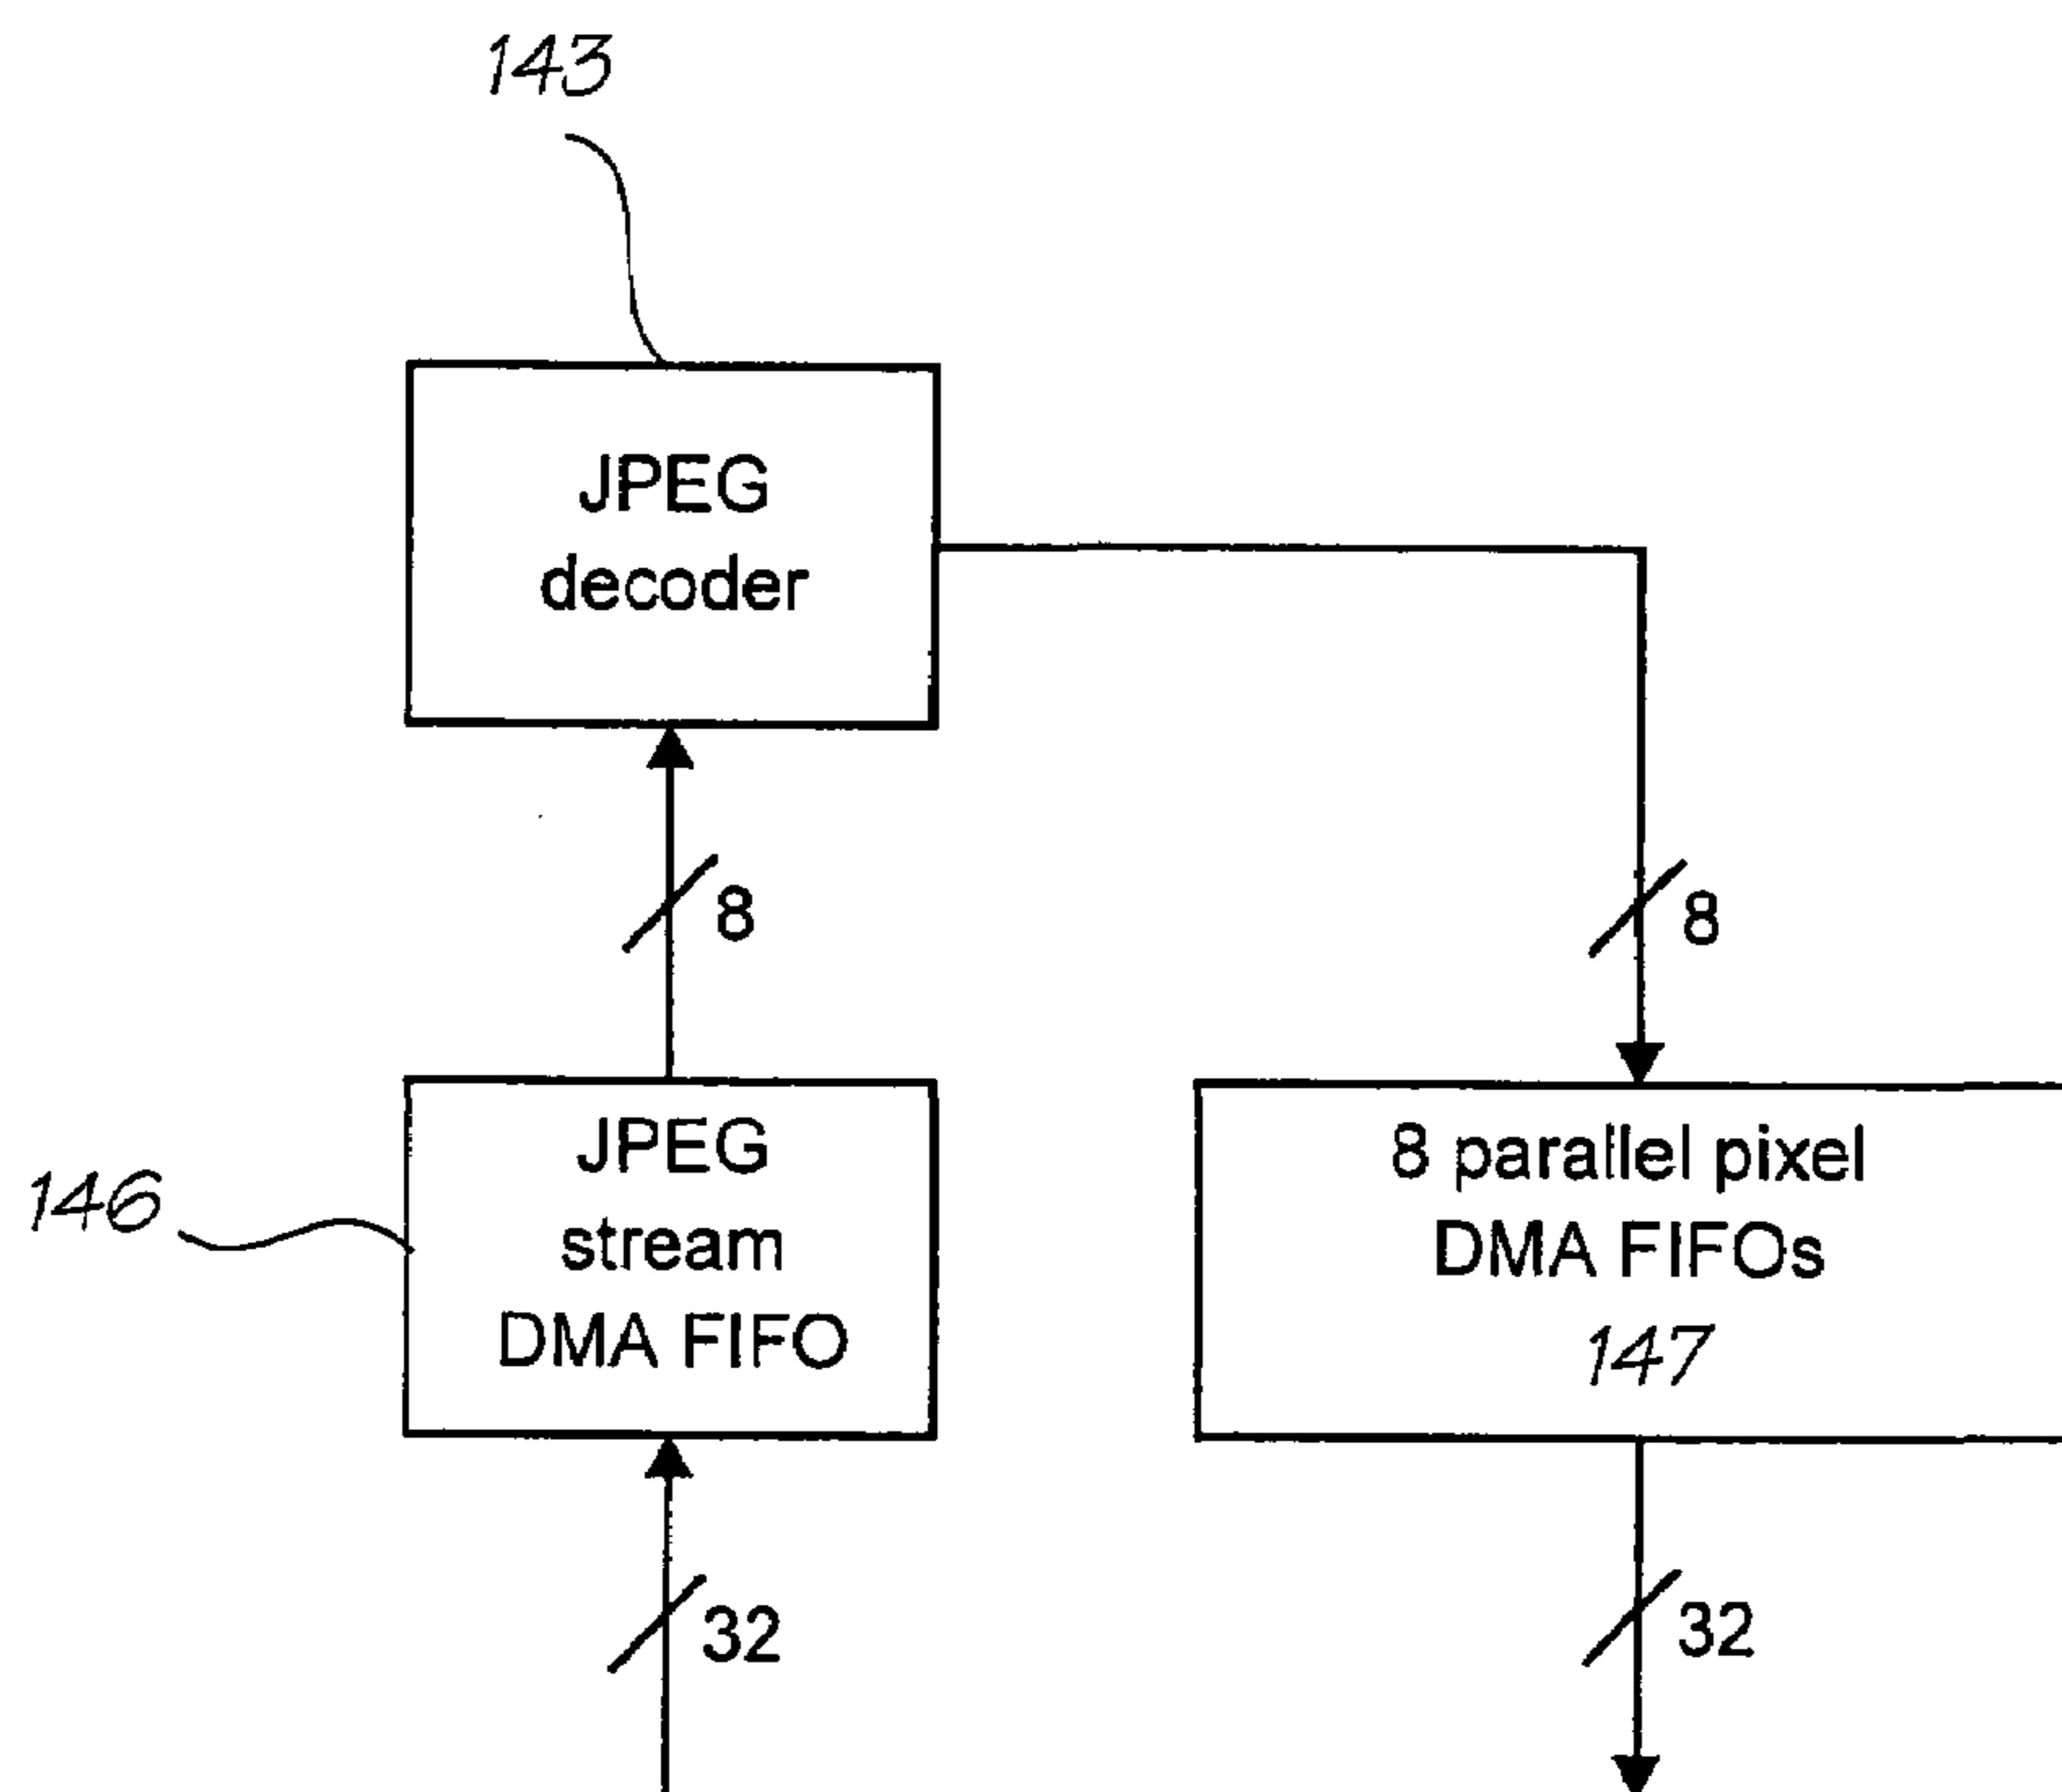 143
JPEG
decoder
8
8
JPEG
stream
DMA FIFO
146
8 parallel pixel
DMA FIFOs
147
32
32